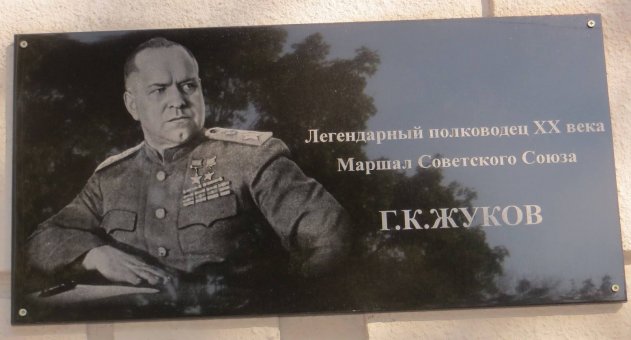 Легендарный полководец XX века
Маршал Советского Союза
Г.К.ЖУКОВ